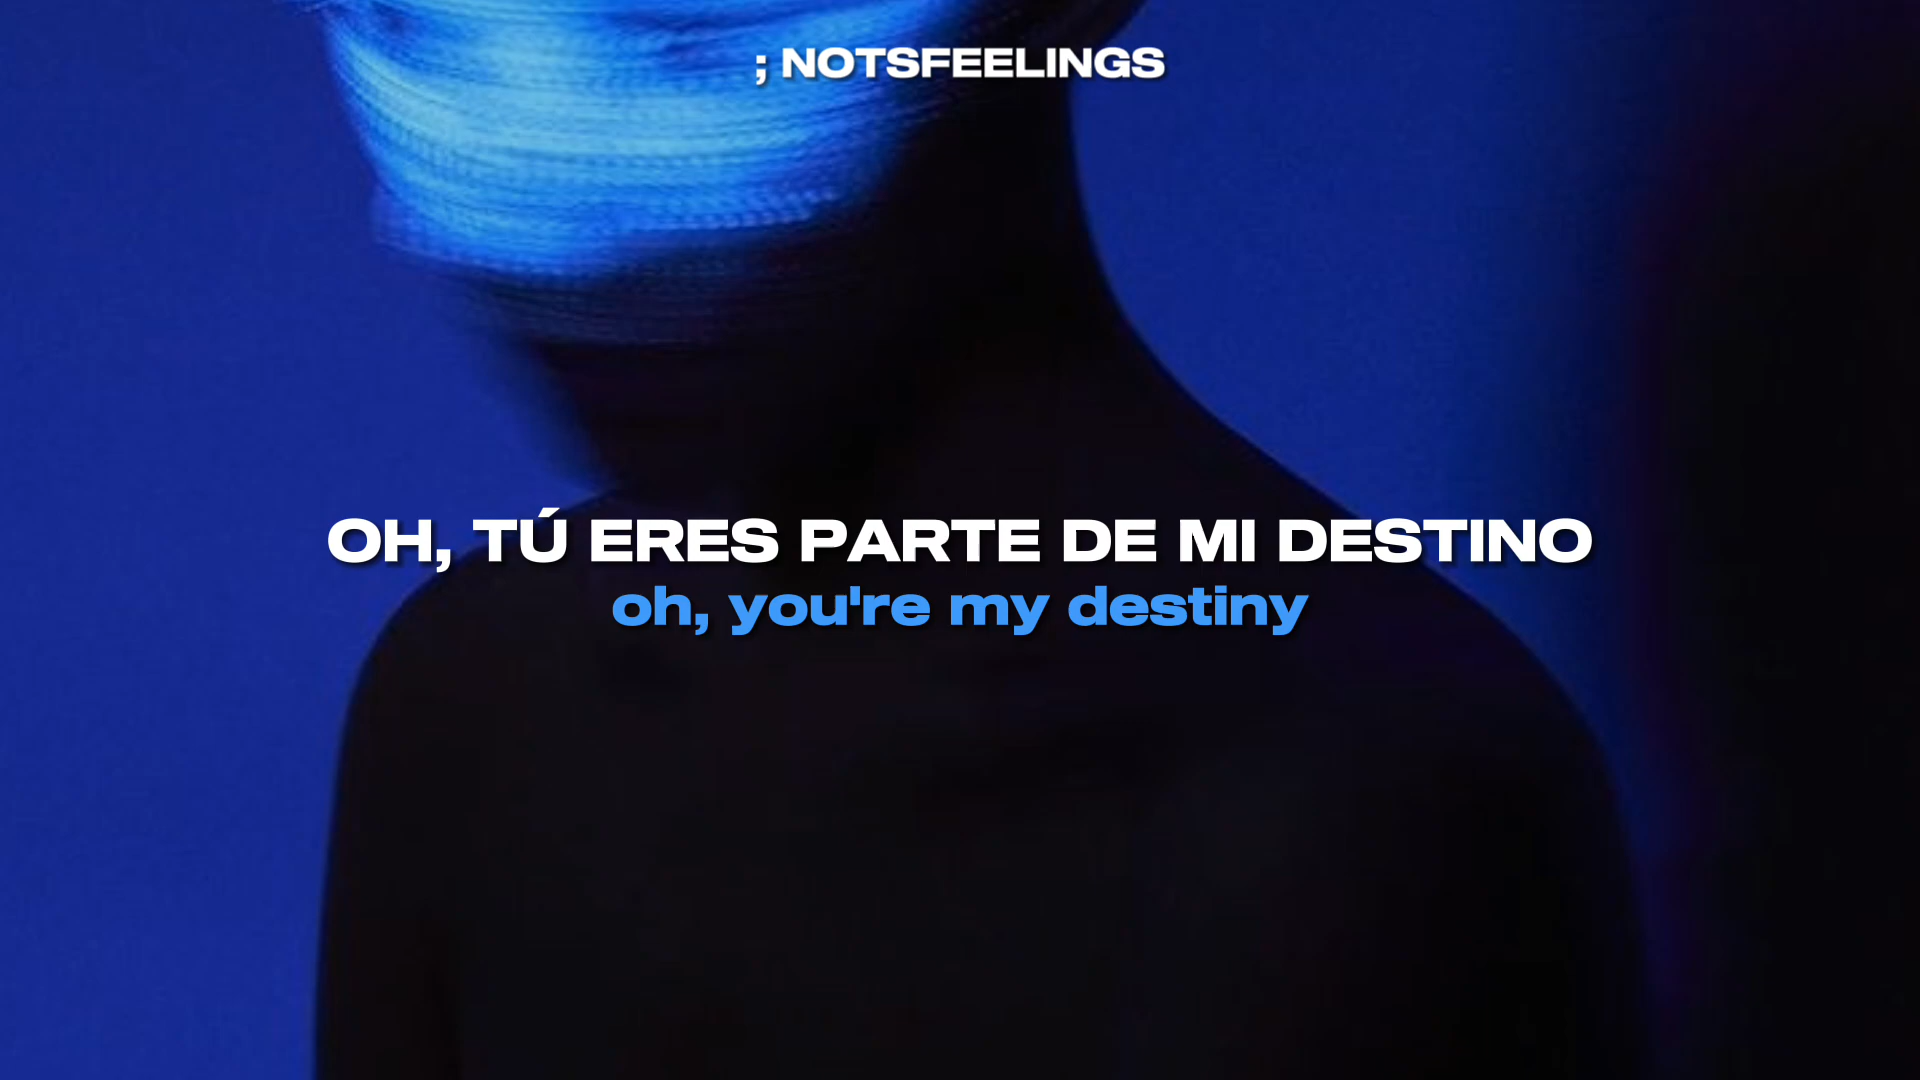 ; NOTSFEELINGS
OH, TÚ ERES PARTE DE MI DESTINO
oh, you're my destiny